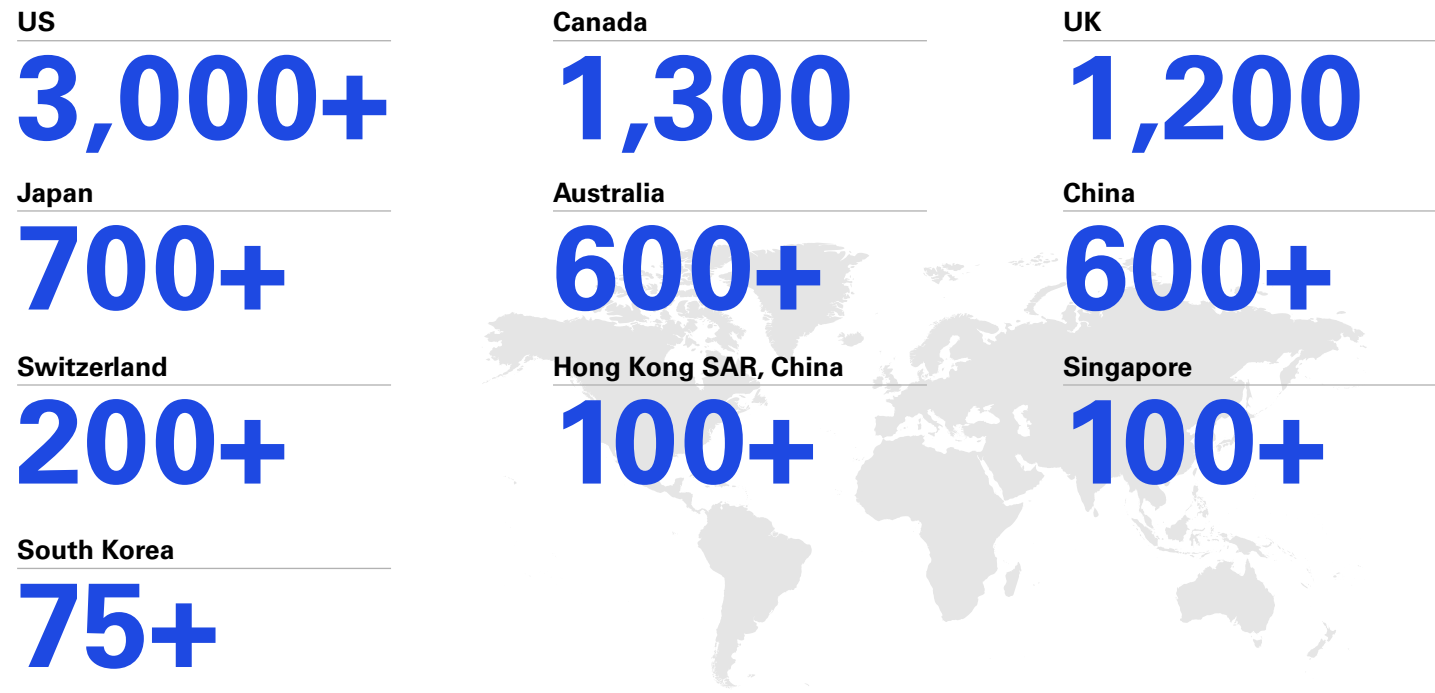 US
3,000+
Canada
1,300
UK
1,200
Japan
700+
Australia
600+
China
600+
Switzerland
200+
Hong Kong SAR, China
100+
Singapore
100+
South Korea
75+